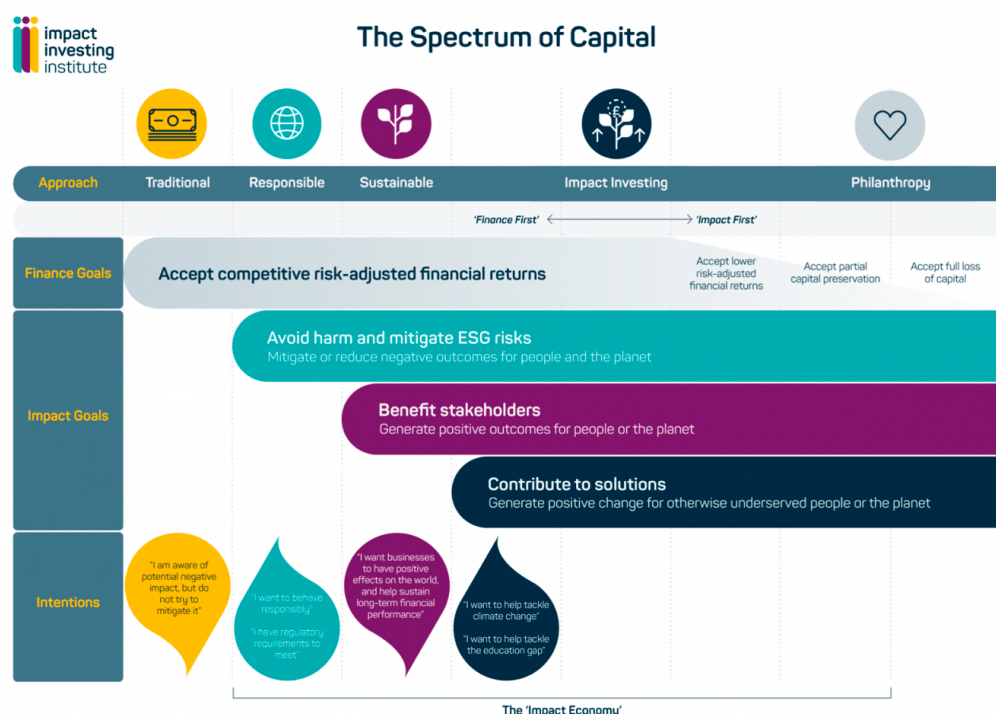 impact
investing
institute
The Spectrum of Capital
£
Approach
Traditional
Responsible
Sustainable
Impact Investing
Philanthropy
'Finance First'
'Impact First'
Finance Goals
Accept competitive risk-adjusted financial returns
Accept lower
risk-adjusted
financial returns
Accept partial
capital preservation
Accept full loss
of capital
Impact Goals
Avoid harm and mitigate ESG risks
Mitigate or reduce negative outcomes for people and the planet
Benefit stakeholders
Generate positive outcomes for people or the planet
Contribute to solutions
Generate positive change for otherwise underserved people or the planet
Intentions
"I am aware of
potential negative
impact, but do
not try to
mitigate it"
"I want to behave
responsibly"
"I have regulatory
requirements to
meet"
"I want businesses
to have positive
effects on the world,
and help sustain
long-term financial
performance"
"I want to help tackle
climate change"
"I want to help tackle
the education gap"
The 'Impact Economy'